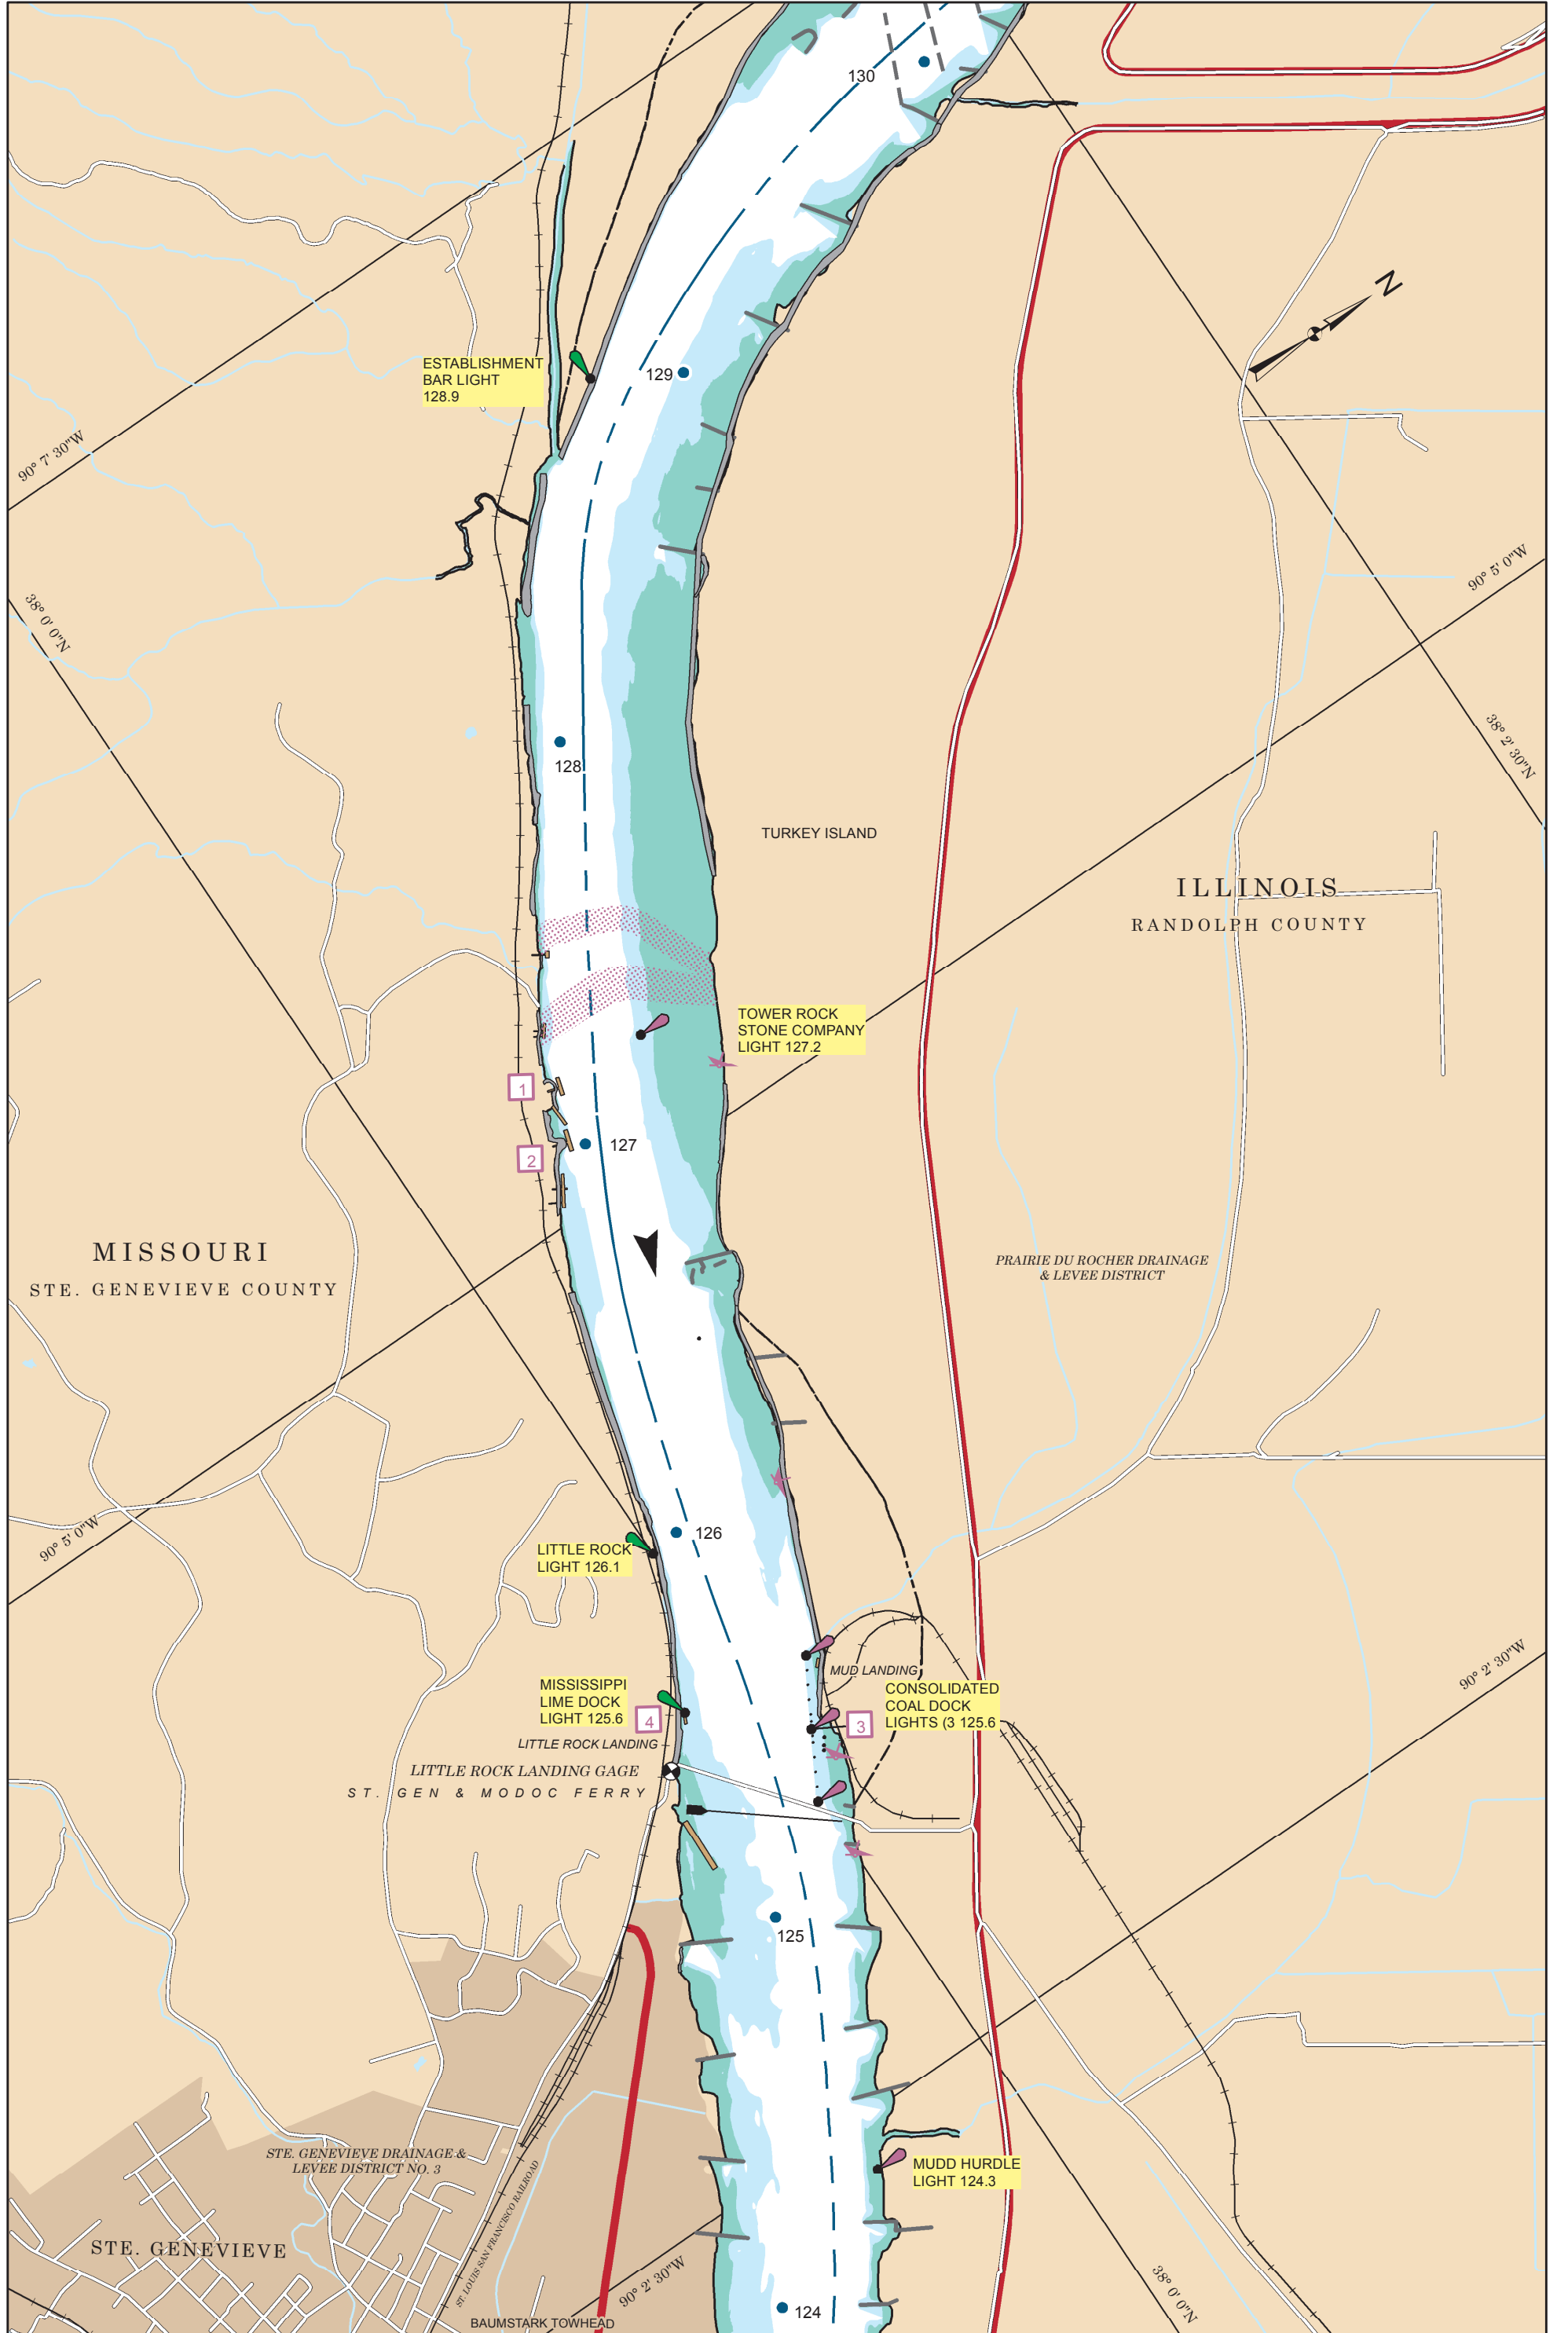 130
N
ESTABLISHMENT
BAR LIGHT
128.9
129
90° 7' 30"W
90° 5' 0"W
38° 0' 0"N
38° 2' 30"N
128
TURKEY ISLAND
ILLINOIS
RANDOLPH COUNTY
TOWER ROCK
STONE COMPANY
LIGHT 127.2
1
127
2
MISSOURI
STE. GENEVIEVE COUNTY
PRAIRIE DU ROCHER DRAINAGE
& LEVEE DISTRICT
90° 5' 0"W
126
LITTLE ROCK
LIGHT 126.1
MUD LANDING
90° 2' 30"W
MISSISSIPPI
LIME DOCK
LIGHT 125.6
4
CONSOLIDATED
COAL DOCK
LIGHTS (3 125.6
3
LITTLE ROCK LANDING
LITTLE ROCK LANDING GAGE
ST. GEN & MODOC FERRY
125
STE. GENEVIEVE DRAINAGE &
LEVEE DISTRICT NO. 3
MUDD HURDLE
LIGHT 124.3
ST. LOUIS SAN FRANCISCO RAILROAD
STE. GENEVIEVE
90° 2' 30"W
38° 0' 0"N
124
BAUMSTARK TOWHEAD